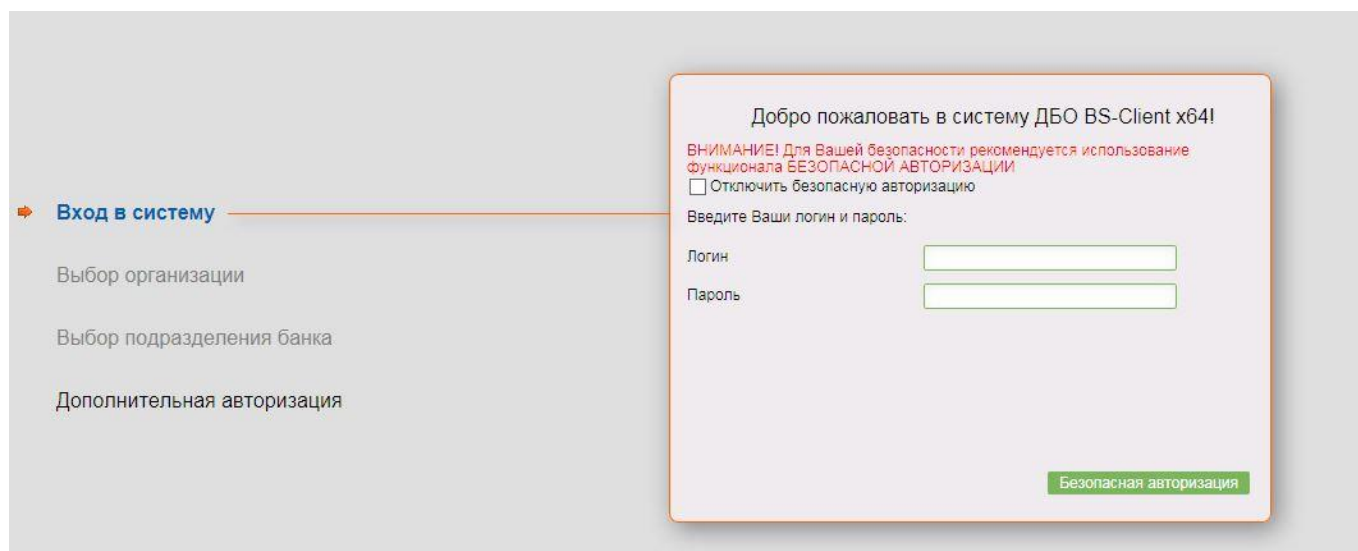 Добро пожаловать в систему ДБО BS-Client x64!
ВНИМАНИЕ! Для Вашей безопасности рекомендуется использование
функционала БЕЗОПАСНОЙ АВТОРИЗАЦИИ
Отключить безопасную авторизацию
Введите Ваши логин и пароль:
Логин
Пароль
Безопасная авторизация
Вход в систему
Выбор организации
Выбор подразделения банка
Дополнительная авторизация